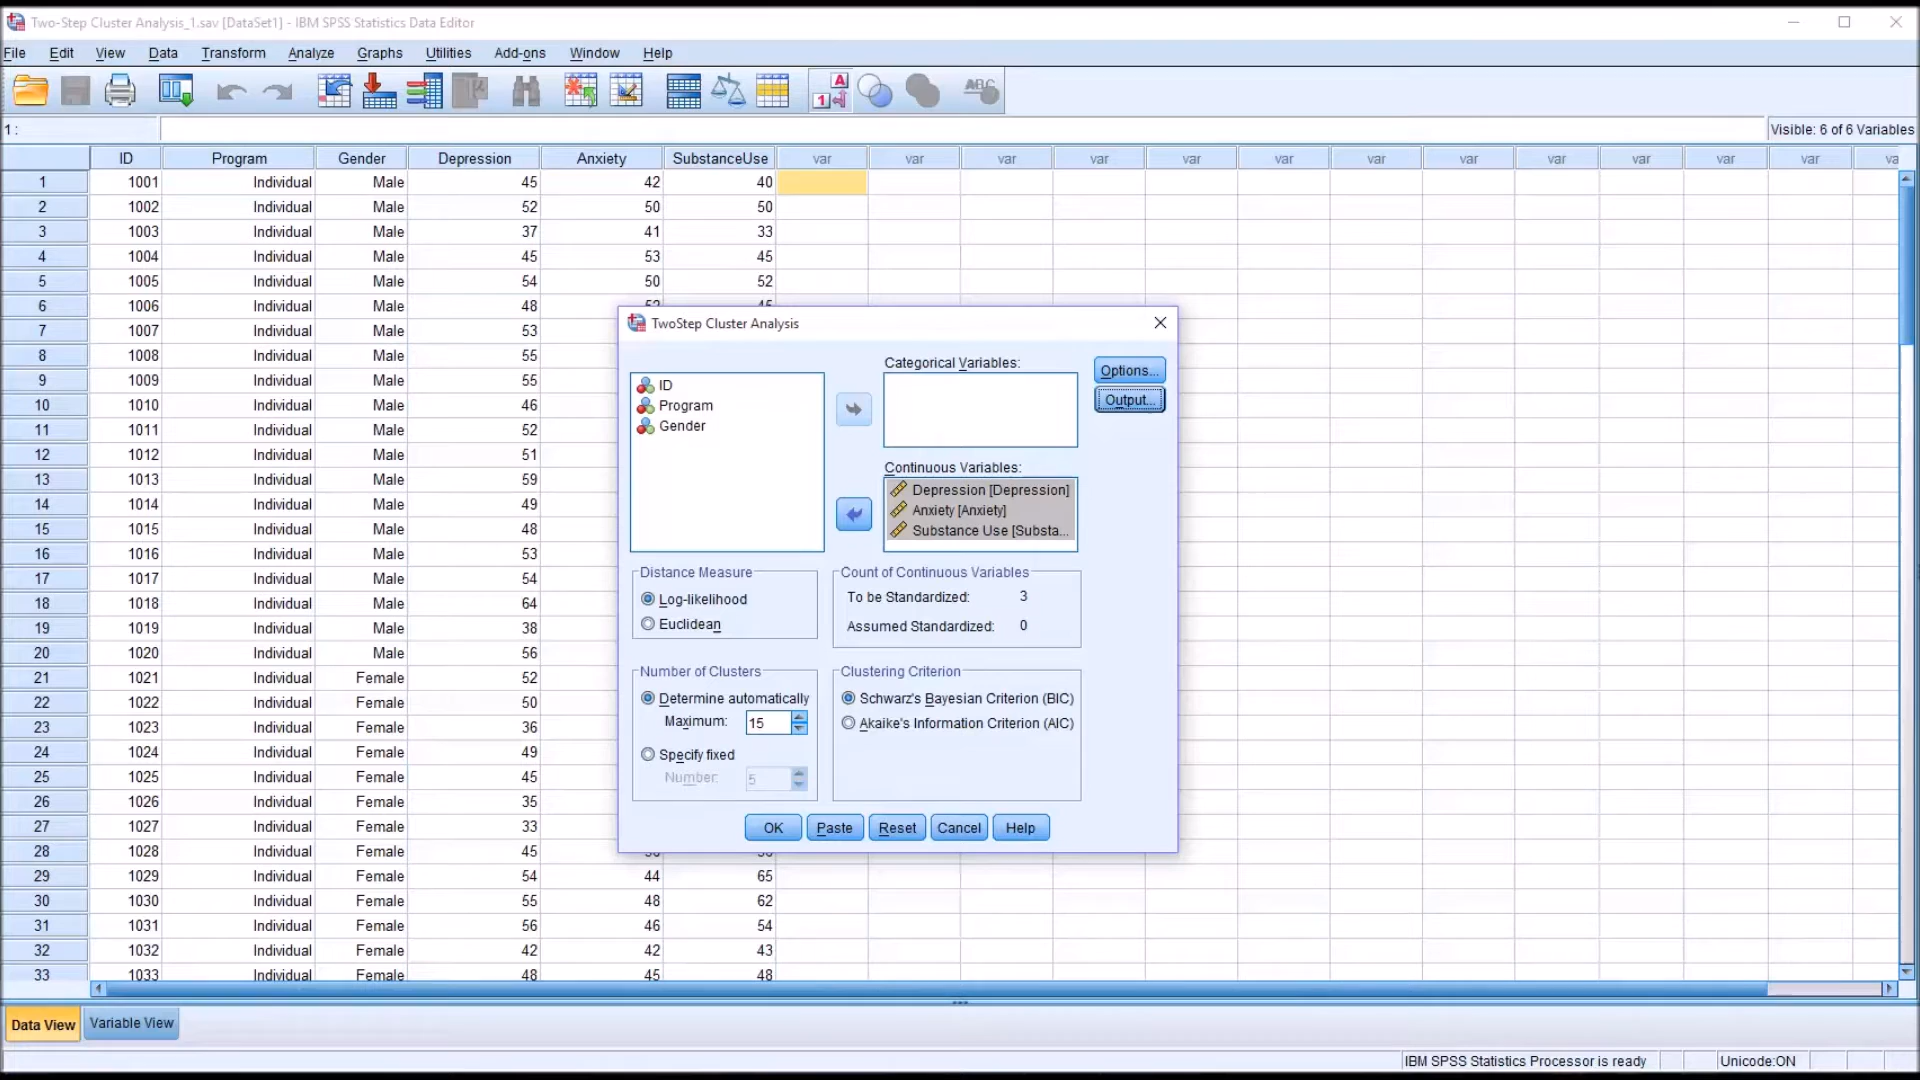 Two-Step Cluster Analysis_1.sav [DataSet1] - IBM SPSS Statistics Data Editor
File Edit View Data Transform Analyze Graphs Utilities Add-ons Window Help
1 A ABC
1 : Visible: 6 of 6 Variables
ID Program Gender Depression Anxiety SubstanceUse var var var var var var var var var var var var va
1 1001 Individual Male 45 42 40
2 1002 Individual Male 52 50 50
3 1003 Individual Male 37 41 33
4 1004 Individual Male 45 53 45
5 1005 Individual Male 54 50 52
6 1006 Individual Male 48
7 1007 Individual Male 53
8 1008 Individual Male 55
9 1009 Individual Male 55
10 1010 Individual Male 46
11 1011 Individual Male 52
12 1012 Individual Male 51
13 1013 Individual Male 59
14 1014 Individual Male 49
15 1015 Individual Male 48
16 1016 Individual Male 53
17 1017 Individual Male 54
18 1018 Individual Male 64
19 1019 Individual Male 38
20 1020 Individual Male 56
21 1021 Individual Female 52
22 1022 Individual Female 50
23 1023 Individual Female 36
24 1024 Individual Female 49
25 1025 Individual Female 45
26 1026 Individual Female 35
27 1027 Individual Female 33
28 1028 Individual Female 45
29 1029 Individual Female 54 44 65
30 1030 Individual Female 55 48 62
31 1031 Individual Female 56 46 54
32 1032 Individual Female 42 42 43
33 1033 Individual Female 48 45 48
TwoStep Cluster Analysis
ID
Program
Gender
Categorical Variables:
Options...
Output...
Continuous Variables:
Depression [Depression]
Anxiety [Anxiety]
Substance Use [Substa...
Distance Measure
Log-likelihood
Euclidean
Count of Continuous Variables
To be Standardized: 3
Assumed Standardized: 0
Number of Clusters
Determine automatically
Maximum: 15
Specify fixed
Number: 5
Clustering Criterion
Schwarz's Bayesian Criterion (BIC)
Akaike's Information Criterion (AIC)
OK Paste Reset Cancel Help
Data View Variable View
IBM SPSS Statistics Processor is ready Unicode:ON